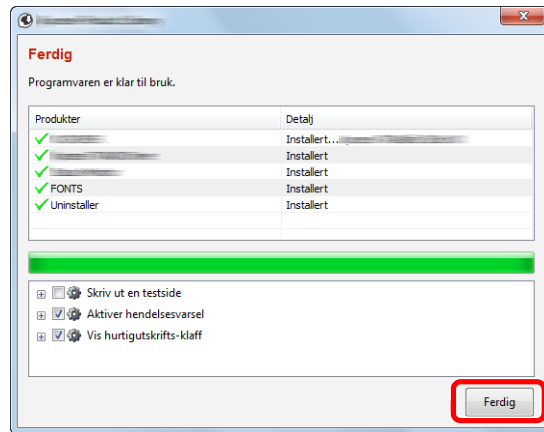 Ferdig
Programvaren er klar til bruk.
Produkter Detalj
Installert...
Installert
Installert
FONTS Installert
Uninstaller Installert
Skriv ut en testside
Aktiver hendelsesvarsel
Vis hurtigutskrifts-klaff
Ferdig